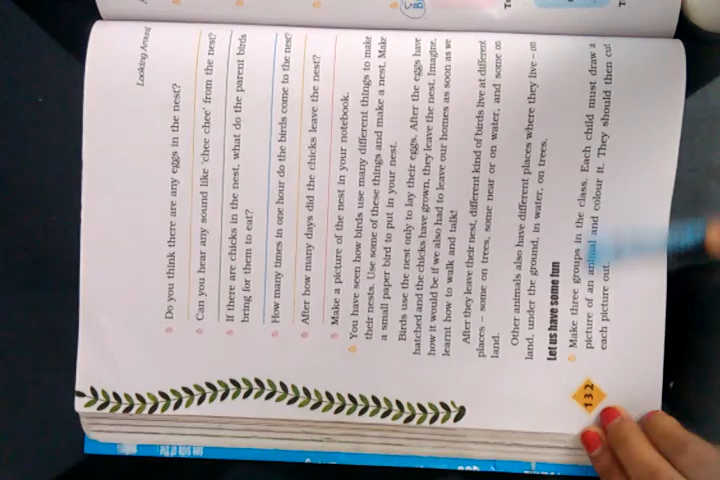 Looking Around
Do you think there are any eggs in the nest?
Can you hear any sound like 'chee chee' from the nest?
If there are chicks in the nest, what do the parent birds
bring for them to eat?
How many times in one hour do the birds come to the nest?
After how many days did the chicks leave the nest?
Make a picture of the nest in your notebook.
You have seen how birds use many different things to make
their nests. Use some of these things and make a nest. Make
a small paper bird to put in your nest.
Birds use the nest only to lay their eggs. After the eggs have
hatched and the chicks have grown, they leave the nest. Imagine,
how it would be if we also had to leave our homes as soon as we
learnt how to walk and talk!
After they leave their nest, different kind of birds live at different
places – some on trees, some near or on water, and some on
land.
Other animals also have different places where they live – on
land, under the ground, in water, on trees.
Let us have some fun
Make three groups in the class. Each child must draw a
picture of an animal and colour it. They should then cut
each picture out.
132